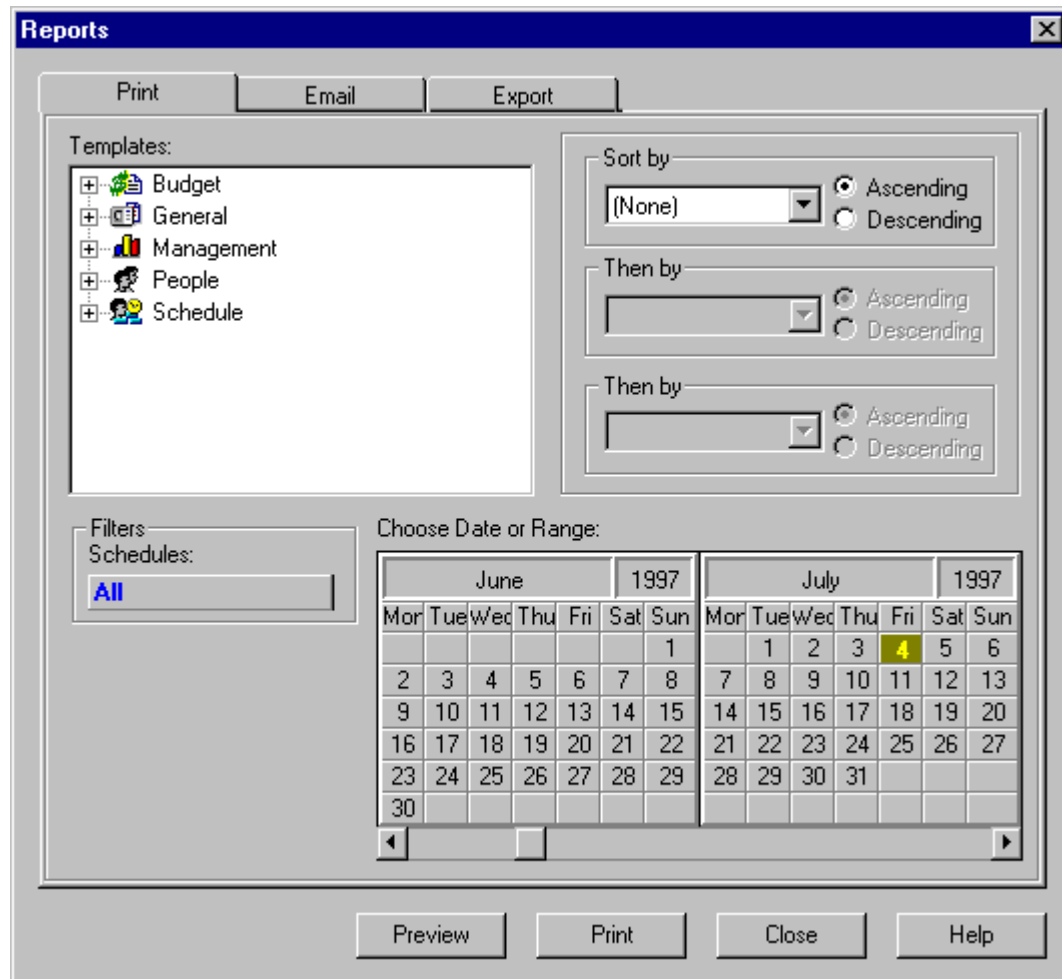 Reports
Print Email Export
Templates:
Budget
General
Management
People
Schedule
Sort by
(None)
Ascending
Descending
Then by
Ascending
Descending
Then by
Ascending
Descending
Filters
Schedules:
All
Choose Date or Range:
June 1997
Mor Tue Wec Thu Fri Sat Sun
1
2 3 4 5 6 7 8
9 10 11 12 13 14 15
16 17 18 19 20 21 22
23 24 25 26 27 28 29
30
July 1997
Mor Tue Wec Thu Fri Sat Sun
1 2 3 4 5 6
7 8 9 10 11 12 13
14 15 16 17 18 19 20
21 22 23 24 25 26 27
28 29 30 31
Preview Print Close Help